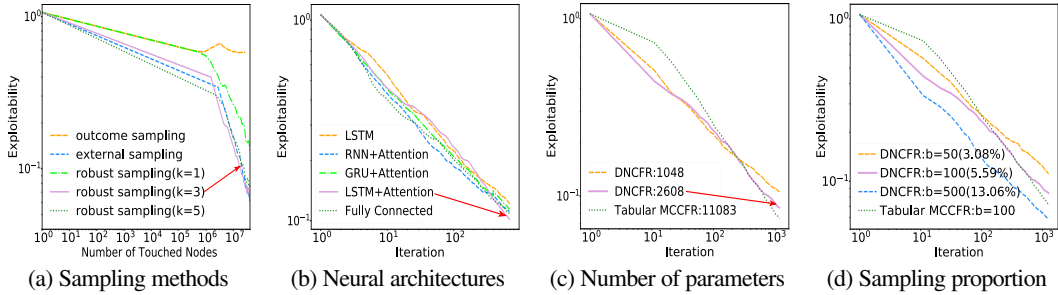 Exploitability
10^0
10^-1
outcome sampling
external sampling
robust sampling(k=1)
robust sampling(k=3)
robust sampling(k=5)
10^0 10^1 10^2 10^3 10^4 10^5 10^6 10^7
Number of Touched Nodes
(a) Sampling methods
Exploitability
10^0
10^-1
LSTM
RNN+Attention
GRU+Attention
LSTM+Attention
Fully Connected
10^0 10^1 10^2
Iteration
(b) Neural architectures
Exploitability
10^0
10^-1
DNCFR:1048
DNCFR:2608
Tabular MCCFR:11083
10^0 10^1 10^2 10^3
Iteration
(c) Number of parameters
Exploitability
10^0
10^-1
DNCFR:b=50(3.08%)
DNCFR:b=100(5.59%)
DNCFR:b=500(13.06%)
Tabular MCCFR:b=100
10^0 10^1 10^2 10^3
Iteration
(d) Sampling proportion